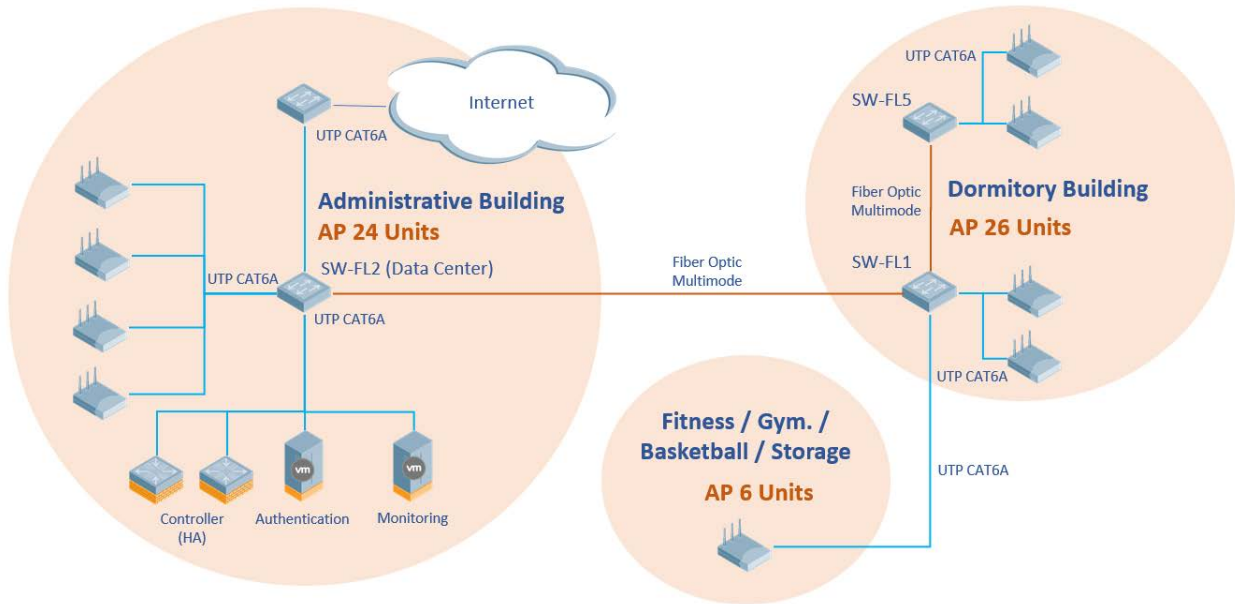 Internet
UTP CAT6A
Administrative Building
AP 24 Units
SW-FL2 (Data Center)
UTP CAT6A
UTP CAT6A
Controller
(HA)
Authentication
Monitoring
vm
vm
Fiber Optic
Multimode
UTP CAT6A
SW-FL5
Fiber Optic
Multimode
Dormitory Building
AP 26 Units
SW-FL1
UTP CAT6A
UTP CAT6A
Fitness / Gym. /
Basketball / Storage
AP 6 Units